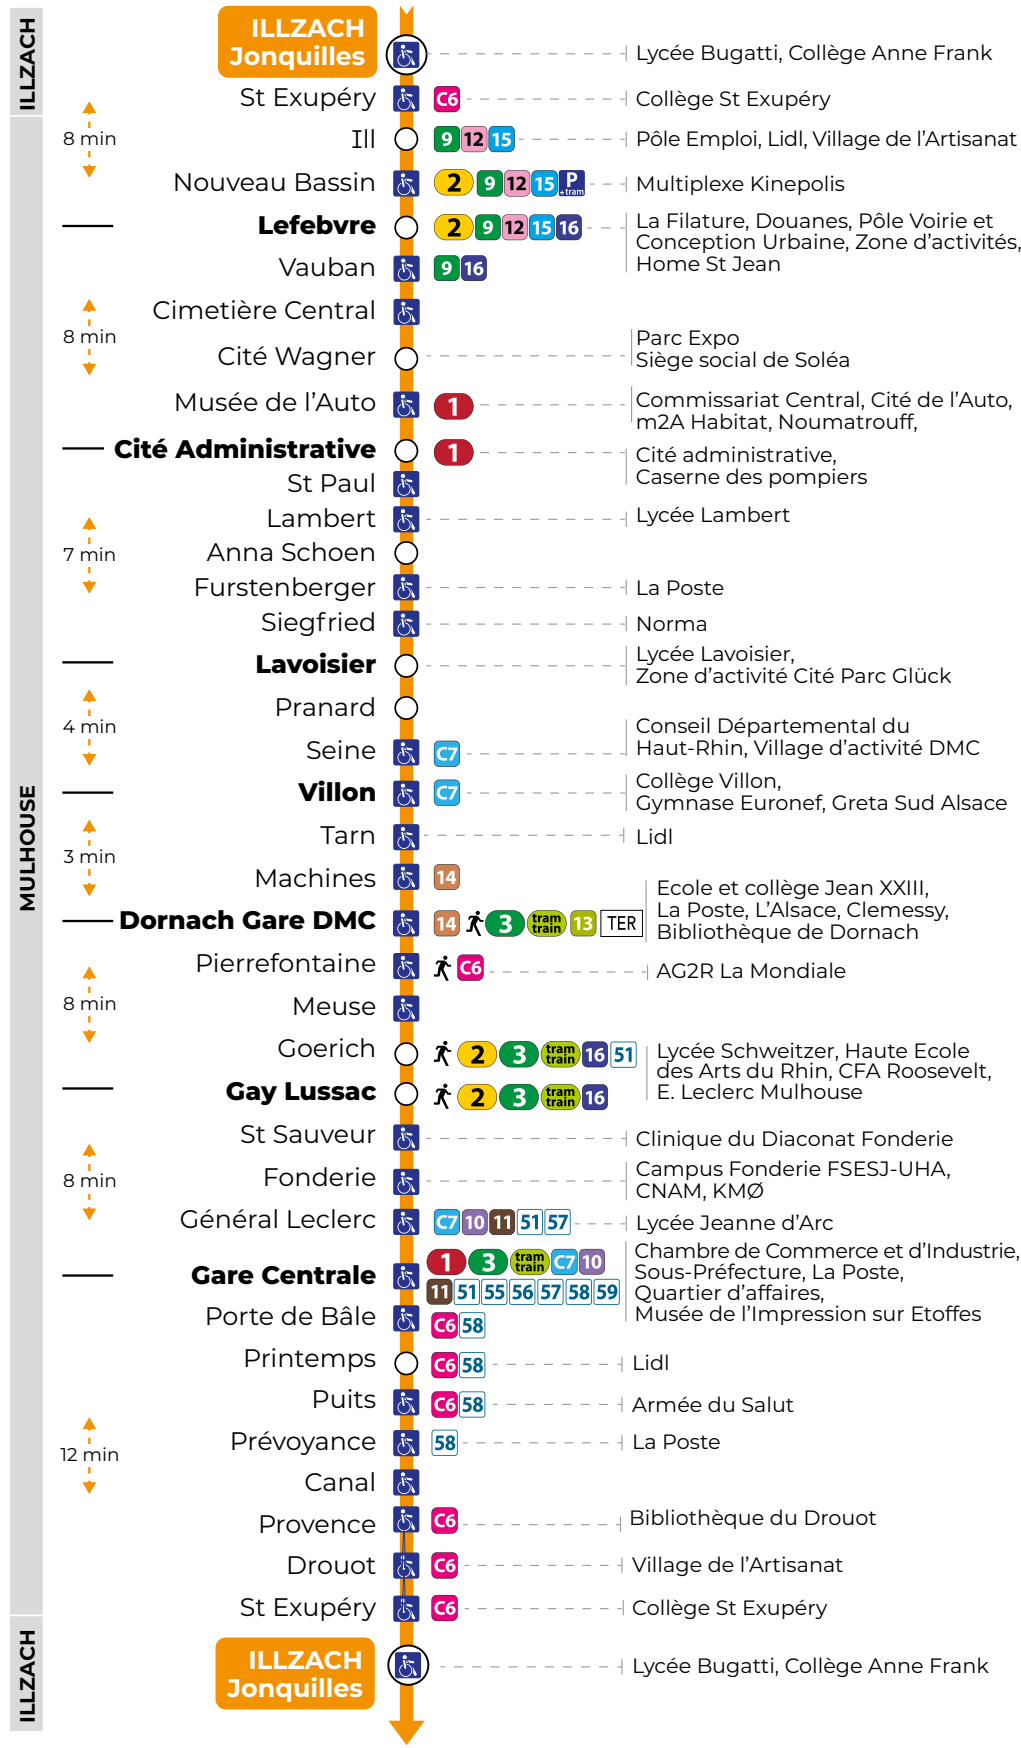 ILLZACH
ILLZACH
Jonquilles
Lycée Bugatti, Collège Anne Frank
St Exupéry C6 Collège St Exupéry
8 min
Ill 9 12 15 Pôle Emploi, Lidl, Village de l'Artisanat
Nouveau Bassin 2 9 12 15 P +tram Multiplexe Kinepolis
Lefebvre 2 9 12 15 16
La Filature, Douanes, Pôle Voirie et
Conception Urbaine, Zone d'activités,
Home St Jean
Vauban 9 16
Cimetière Central
8 min
Cité Wagner
Parc Expo
Siège social de Soléa
Musée de l'Auto 1
Commissariat Central, Cité de l'Auto,
m2A Habitat, Noumatrouff,
Cité Administrative 1
Cité administrative,
Caserne des pompiers
St Paul
Lambert Lycée Lambert
Anna Schoen
7 min
Furstenberger La Poste
Siegfried Norma
Lavoisier
Lycée Lavoisier,
Zone d'activité Cité Parc Glück
Pranard
4 min
Seine C7
Conseil Départemental du
Haut-Rhin, Village d'activité DMC
Villon C7
Collège Villon,
Gymnase Euronef, Greta Sud Alsace
MULHOUSE
Tarn Lidl
3 min
Machines 14
Dornach Gare DMC 14 3 tram train 13 TER
Ecole et collège Jean XXIII,
La Poste, L'Alsace, Clemessy,
Bibliothèque de Dornach
Pierrefontaine C6 AG2R La Mondiale
8 min
Meuse
Goerich 2 3 tram train 16 51
Lycée Schweitzer, Haute Ecole
des Arts du Rhin, CFA Roosevelt,
E. Leclerc Mulhouse
Gay Lussac 2 3 tram train 16
St Sauveur Clinique du Diaconat Fonderie
8 min
Fonderie
Campus Fonderie FSESJ-UHA,
CNAM, KMØ
Général Leclerc C7 10 11 51 57 Lycée Jeanne d'Arc
Gare Centrale
1 3 tram train C7 10
11 51 55 56 57 58 59
Chambre de Commerce et d'Industrie,
Sous-Préfecture, La Poste,
Quartier d'affaires,
Musée de l'Impression sur Etoffes
Porte de Bâle C6 58
Printemps C6 58 Lidl
Puits C6 58 Armée du Salut
Prévoyance 58 La Poste
12 min
Canal
Provence C6 Bibliothèque du Drouot
Drouot C6 Village de l'Artisanat
St Exupéry C6 Collège St Exupéry
ILLZACH
ILLZACH
Jonquilles
Lycée Bugatti, Collège Anne Frank